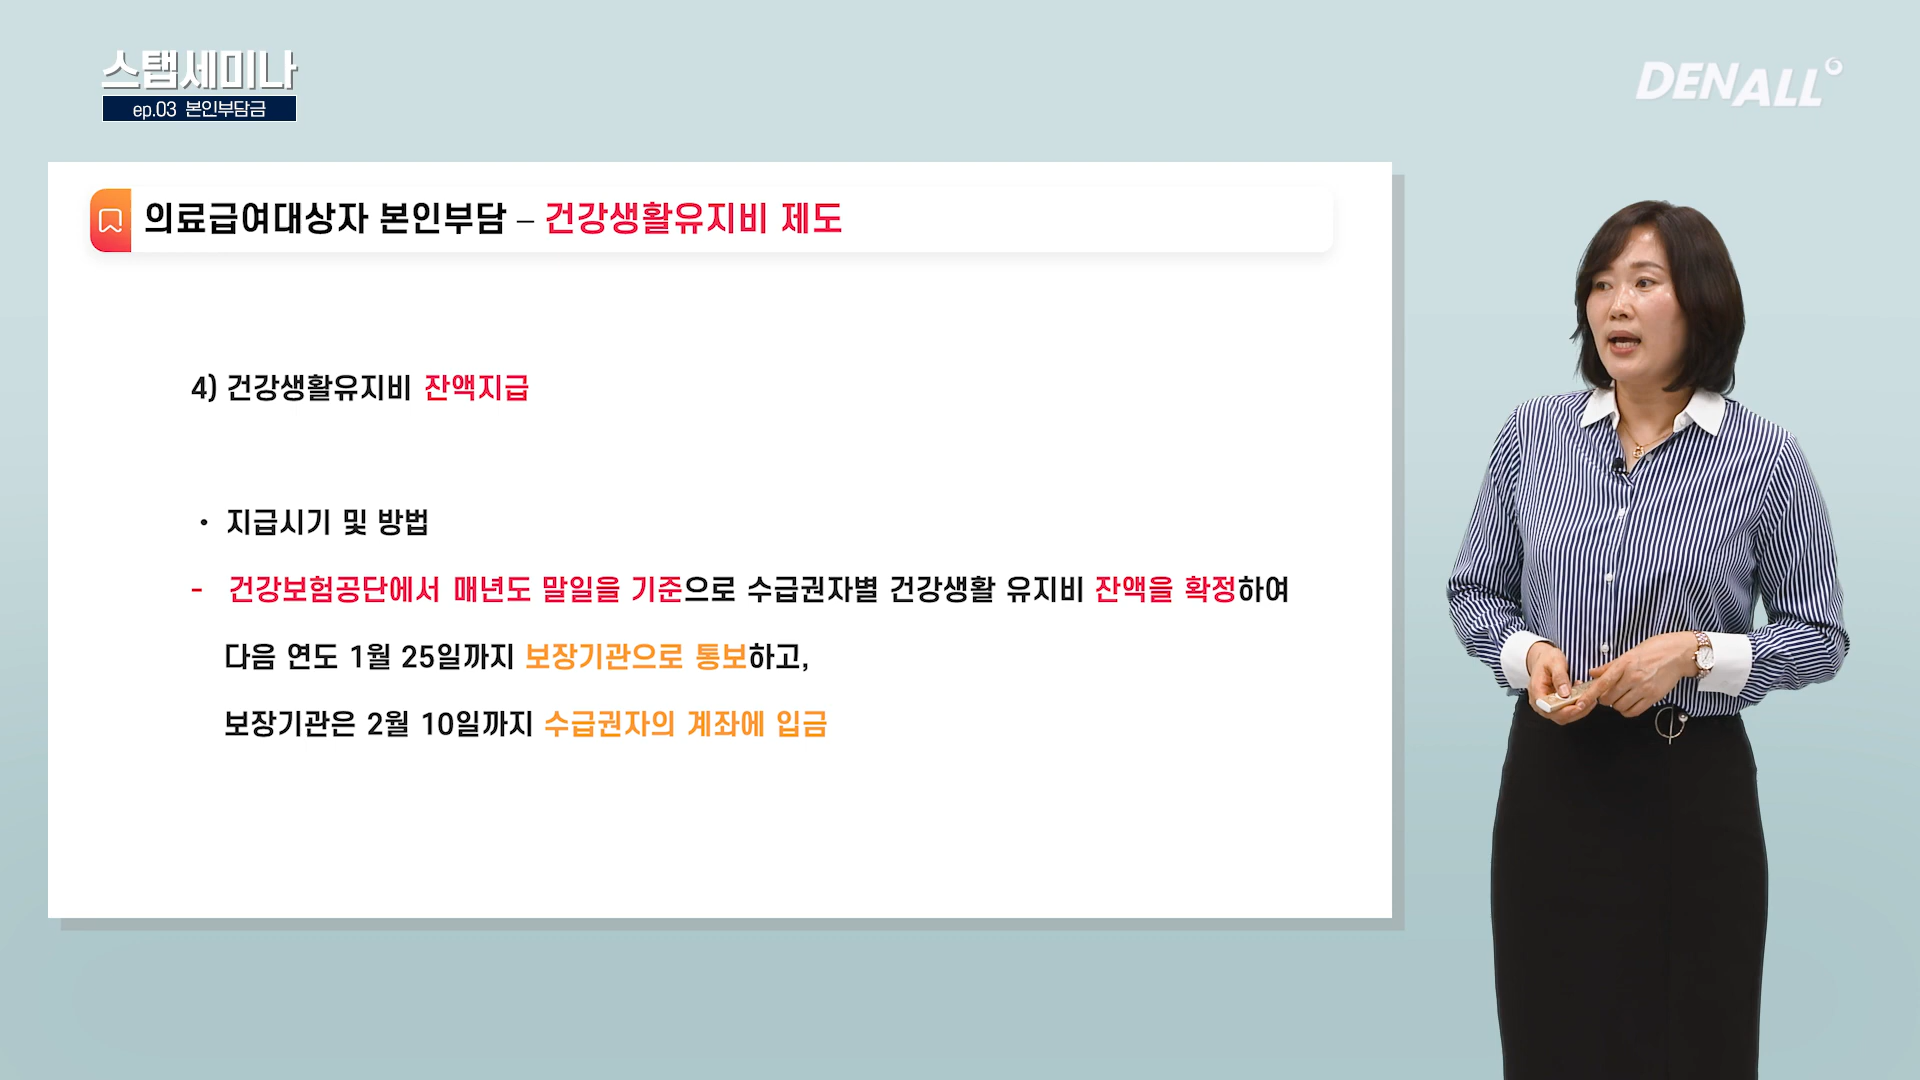 스탭세미나
ep.03 본인부담금
DENALL
의료급여대상자 본인부담 – 건강생활유지비 제도
4) 건강생활유지비 잔액지급
• 지급시기 및 방법
- 건강보험공단에서 매년도 말일을 기준으로 수급권자별 건강생활 유지비 잔액을 확정하여
다음 연도 1월 25일까지 보장기관으로 통보하고,
보장기관은 2월 10일까지 수급권자의 계좌에 입금